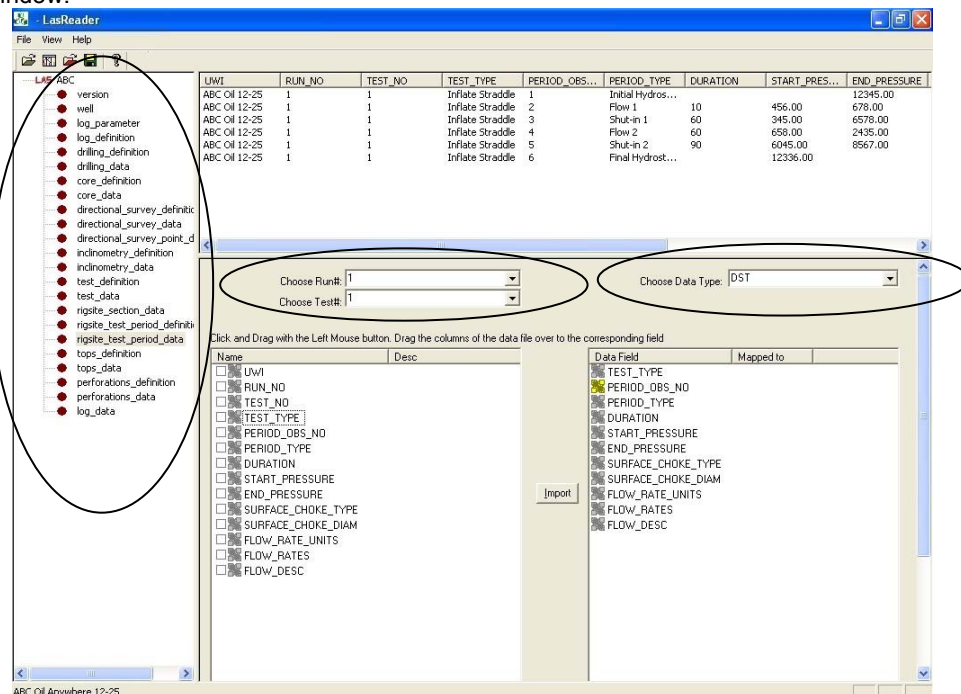 indow.
- LasReader
File View Help
LAS ABC
version
well
log_parameter
log_definition
drilling_definition
drilling_data
core_definition
core_data
directional_survey_definitic
directional_survey_data
directional_survey_point_d
inclinometry_definition
inclinometry_data
test_definition
test_data
rigsite_section_data
rigsite_test_period_definiti
rigsite_test_period_data
tops_definition
tops_data
perforations_definition
perforations_data
log_data
UWI RUN_NO TEST_NO TEST_TYPE PERIOD_OBS... PERIOD_TYPE DURATION START_PRES... END_PRESSURE
ABC Oil 12-25 1 1 Inflate Straddle 1 Initial Hydros... 12345.00
ABC Oil 12-25 1 1 Inflate Straddle 2 Flow 1 10 456.00 678.00
ABC Oil 12-25 1 1 Inflate Straddle 3 Shut-in 1 60 345.00 6578.00
ABC Oil 12-25 1 1 Inflate Straddle 4 Flow 2 60 658.00 2435.00
ABC Oil 12-25 1 1 Inflate Straddle 5 Shut-in 2 90 6045.00 8567.00
ABC Oil 12-25 1 1 Inflate Straddle 6 Final Hydrost... 12336.00
Choose Run#: 1
Choose Test#: 1
Choose Data Type: DST
Click and Drag with the Left Mouse button. Drag the columns of the data file over to the corresponding field
Name Desc
UWI
RUN_NO
TEST_NO
TEST_TYPE
PERIOD_OBS_NO
PERIOD_TYPE
DURATION
START_PRESSURE
END_PRESSURE
SURFACE_CHOKE_TYPE
SURFACE_CHOKE_DIAM
FLOW_RATE_UNITS
FLOW_RATES
FLOW_DESC
Import
Data Field Mapped to
TEST_TYPE
PERIOD_OBS_NO
PERIOD_TYPE
DURATION
START_PRESSURE
END_PRESSURE
SURFACE_CHOKE_TYPE
SURFACE_CHOKE_DIAM
FLOW_RATE_UNITS
FLOW_RATES
FLOW_DESC
ABC Oil Anywhere 12-25